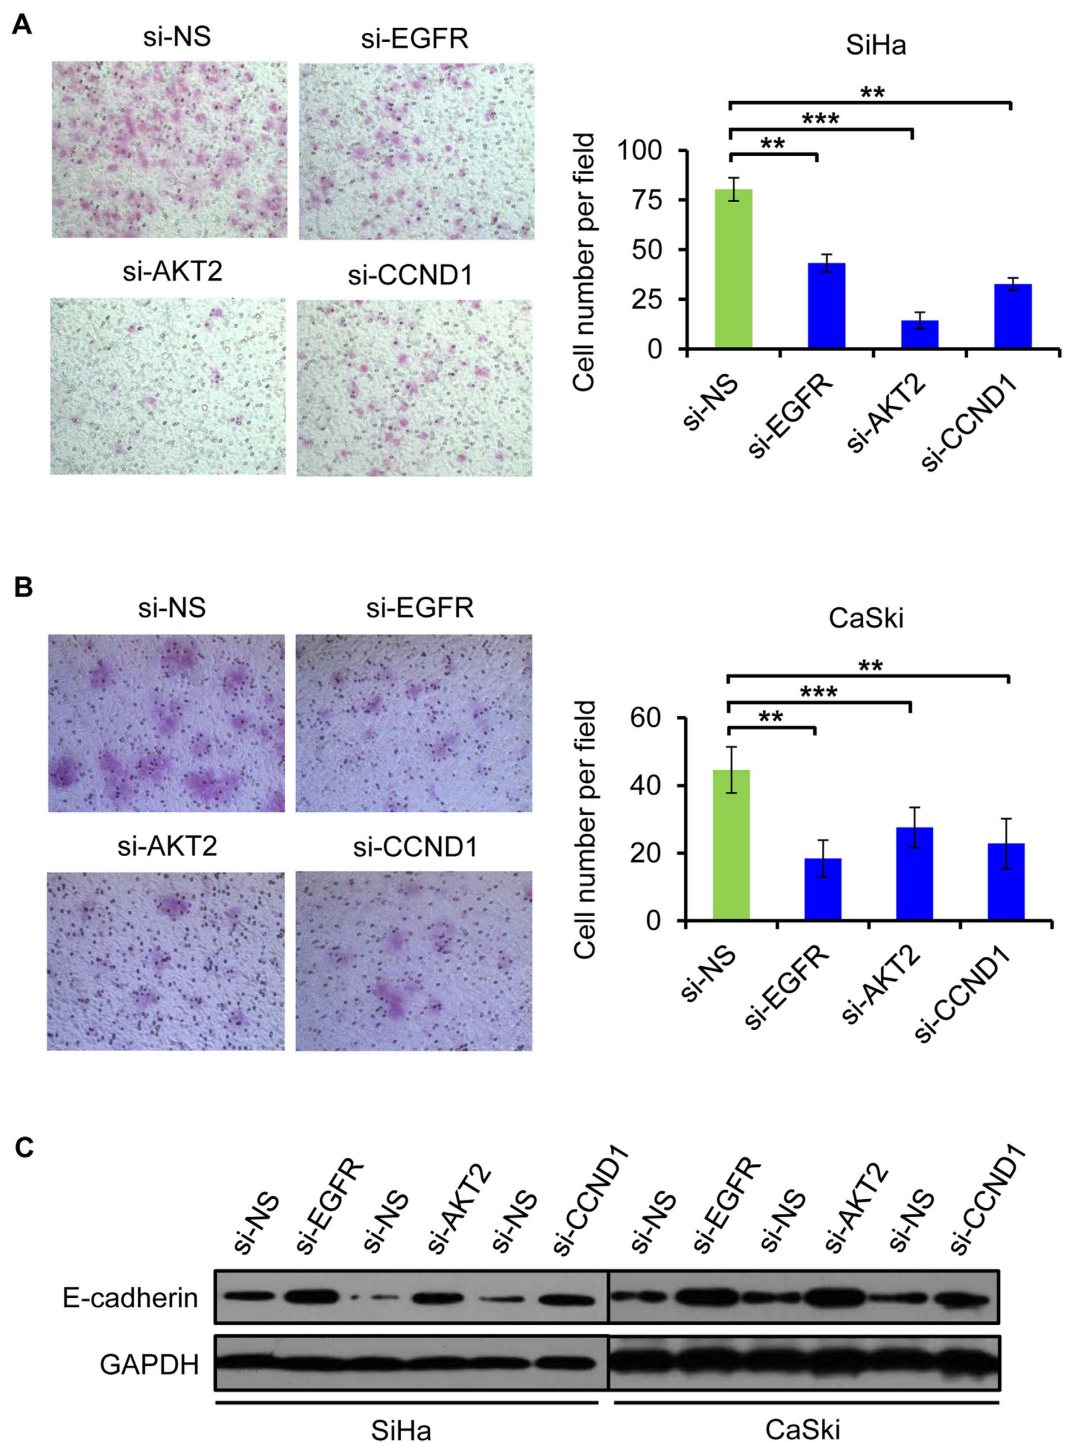 A
si-NS
si-EGFR
si-AKT2
si-CCND1
SiHa
**
***
**
Cell number per field
100
75
50
25
0
si-NS
si-EGFR
si-AKT2
si-CCND1
B
si-NS
si-EGFR
si-AKT2
si-CCND1
CaSki
**
***
**
Cell number per field
60
40
20
0
si-NS
si-EGFR
si-AKT2
si-CCND1
C
si-NS
si-EGFR
si-NS
si-AKT2
si-NS
si-CCND1
si-NS
si-EGFR
si-NS
si-AKT2
si-NS
si-CCND1
E-cadherin
GAPDH
SiHa
CaSki